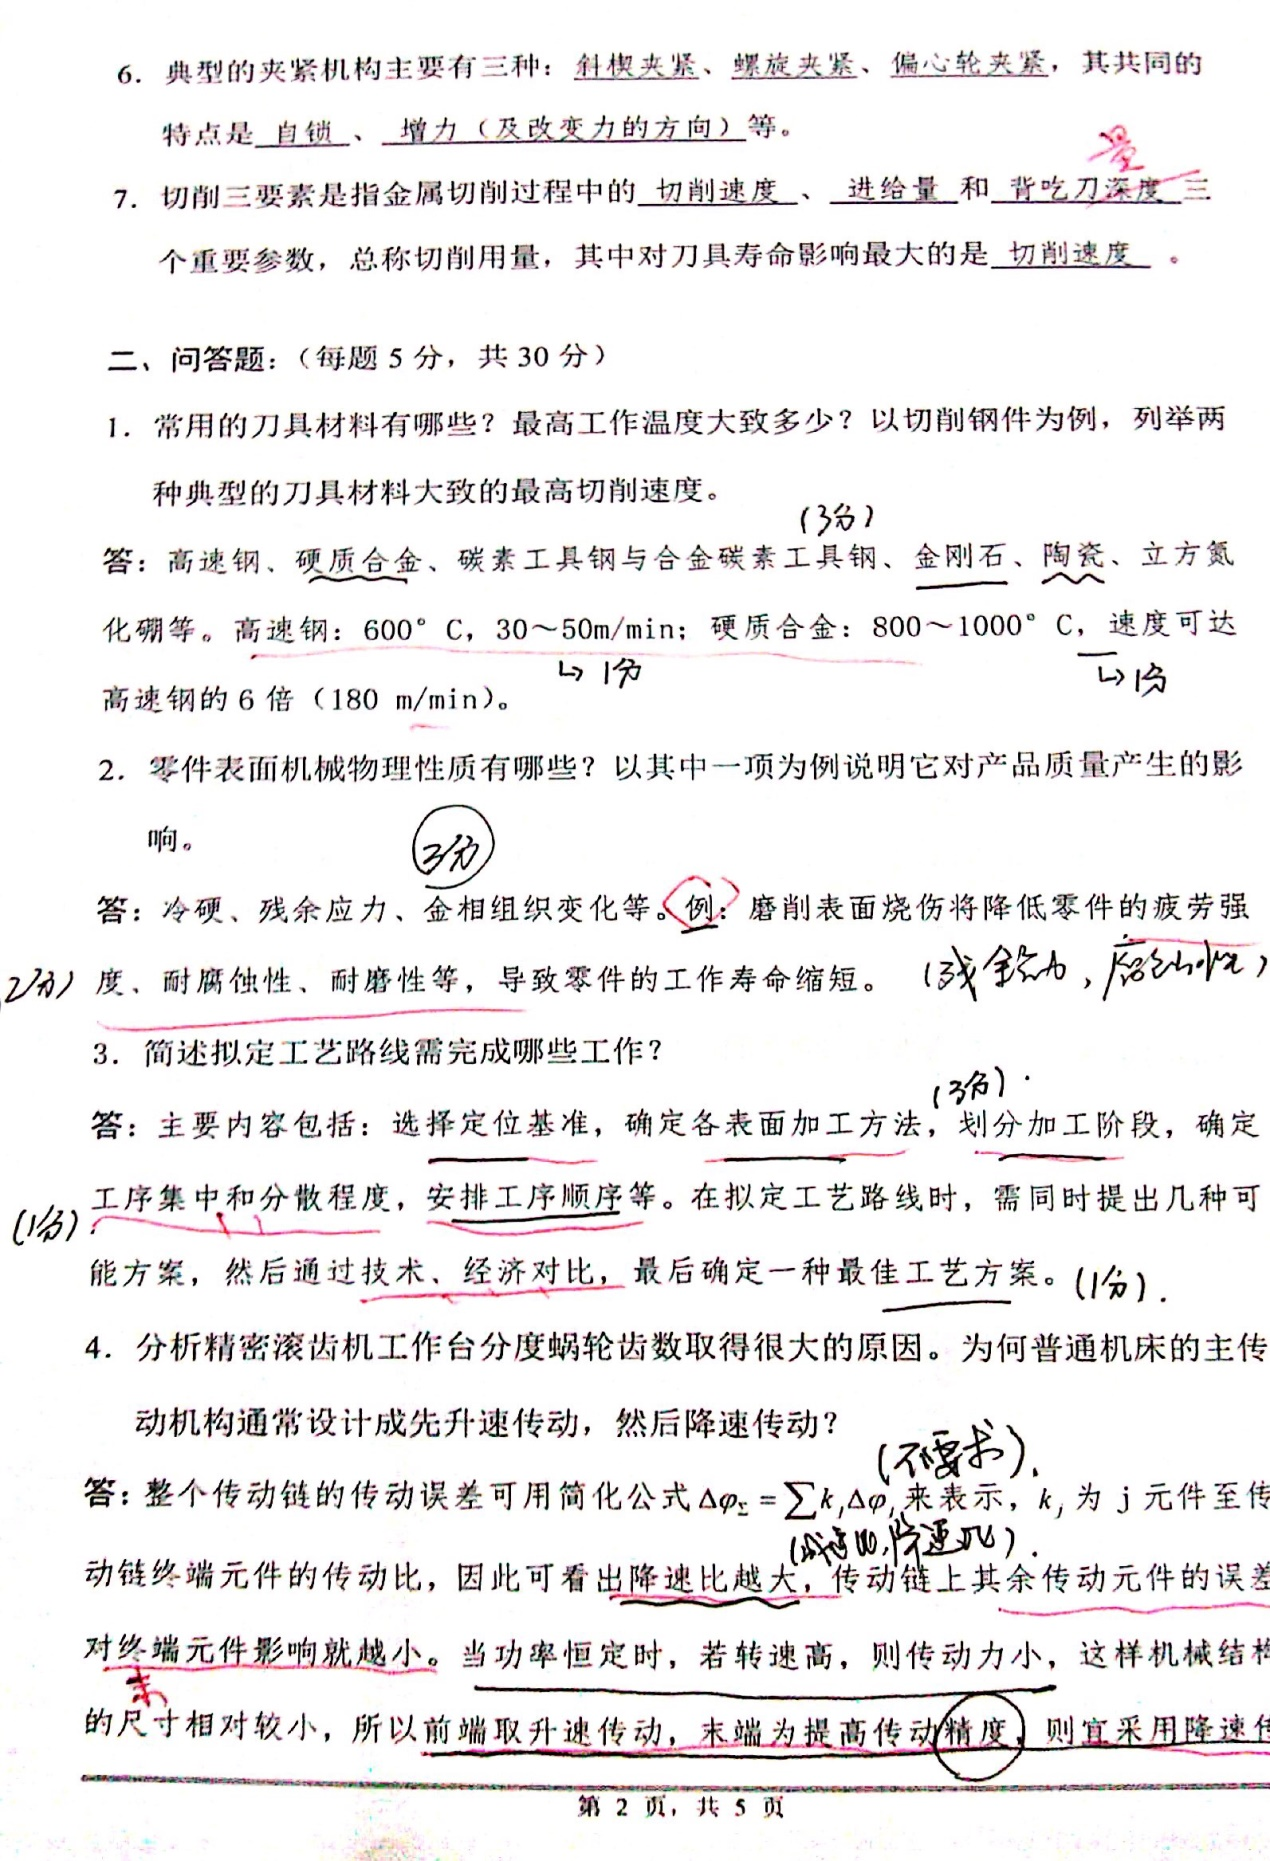 6．典型的夹紧机构主要有三种：斜楔夹紧、螺旋夹紧、偏心轮夹紧，其共同的
特点是 自锁 、 增力（及改变力的方向）等。
量
7．切削三要素是指金属切削过程中的 切削速度 、 进给量 和 背吃刀深度 三
个重要参数，总称切削用量，其中对刀具寿命影响最大的是 切削速度 。
二、问答题：（每题 5 分，共 30 分）
1．常用的刀具材料有哪些？最高工作温度大致多少？以切削钢件为例，列举两
种典型的刀具材料大致的最高切削速度。
(3分)
答：高速钢、硬质合金、碳素工具钢与合金碳素工具钢、金刚石、陶瓷、立方氮
化硼等。高速钢：600°C，30～50m/min；硬质合金：800～1000°C，速度可达
↳ 1分
↳ 1分
高速钢的 6 倍（180 m/min）。
2．零件表面机械物理性质有哪些？以其中一项为例说明它对产品质量产生的影
响。
3分
答：冷硬、残余应力、金相组织变化等。例：磨削表面烧伤将降低零件的疲劳强
2分)
度、耐腐蚀性、耐磨性等，导致零件的工作寿命缩短。
3．简述拟定工艺路线需完成哪些工作？
(3分).
答：主要内容包括：选择定位基准，确定各表面加工方法，划分加工阶段，确定
(1分)
工序集中和分散程度，安排工序顺序等。在拟定工艺路线时，需同时提出几种可
能方案，然后通过技术、经济对比，最后确定一种最佳工艺方案。(1分).
4．分析精密滚齿机工作台分度蜗轮齿数取得很大的原因。为何普通机床的主传
动机构通常设计成先升速传动，然后降速传动？
(不要求).
答：整个传动链的传动误差可用简化公式 Δφ_Σ = ∑k_jΔφ_j 来表示，k_j 为 j 元件至传
动链终端元件的传动比，因此可看出降速比越大，传动链上其余传动元件的误差
对终端元件影响就越小。当功率恒定时，若转速高，则传动力小，这样机械结构
末
的尺寸相对较小，所以前端取升速传动，末端为提高传动精度，则宜采用降速传
第 2 页，共 5 页